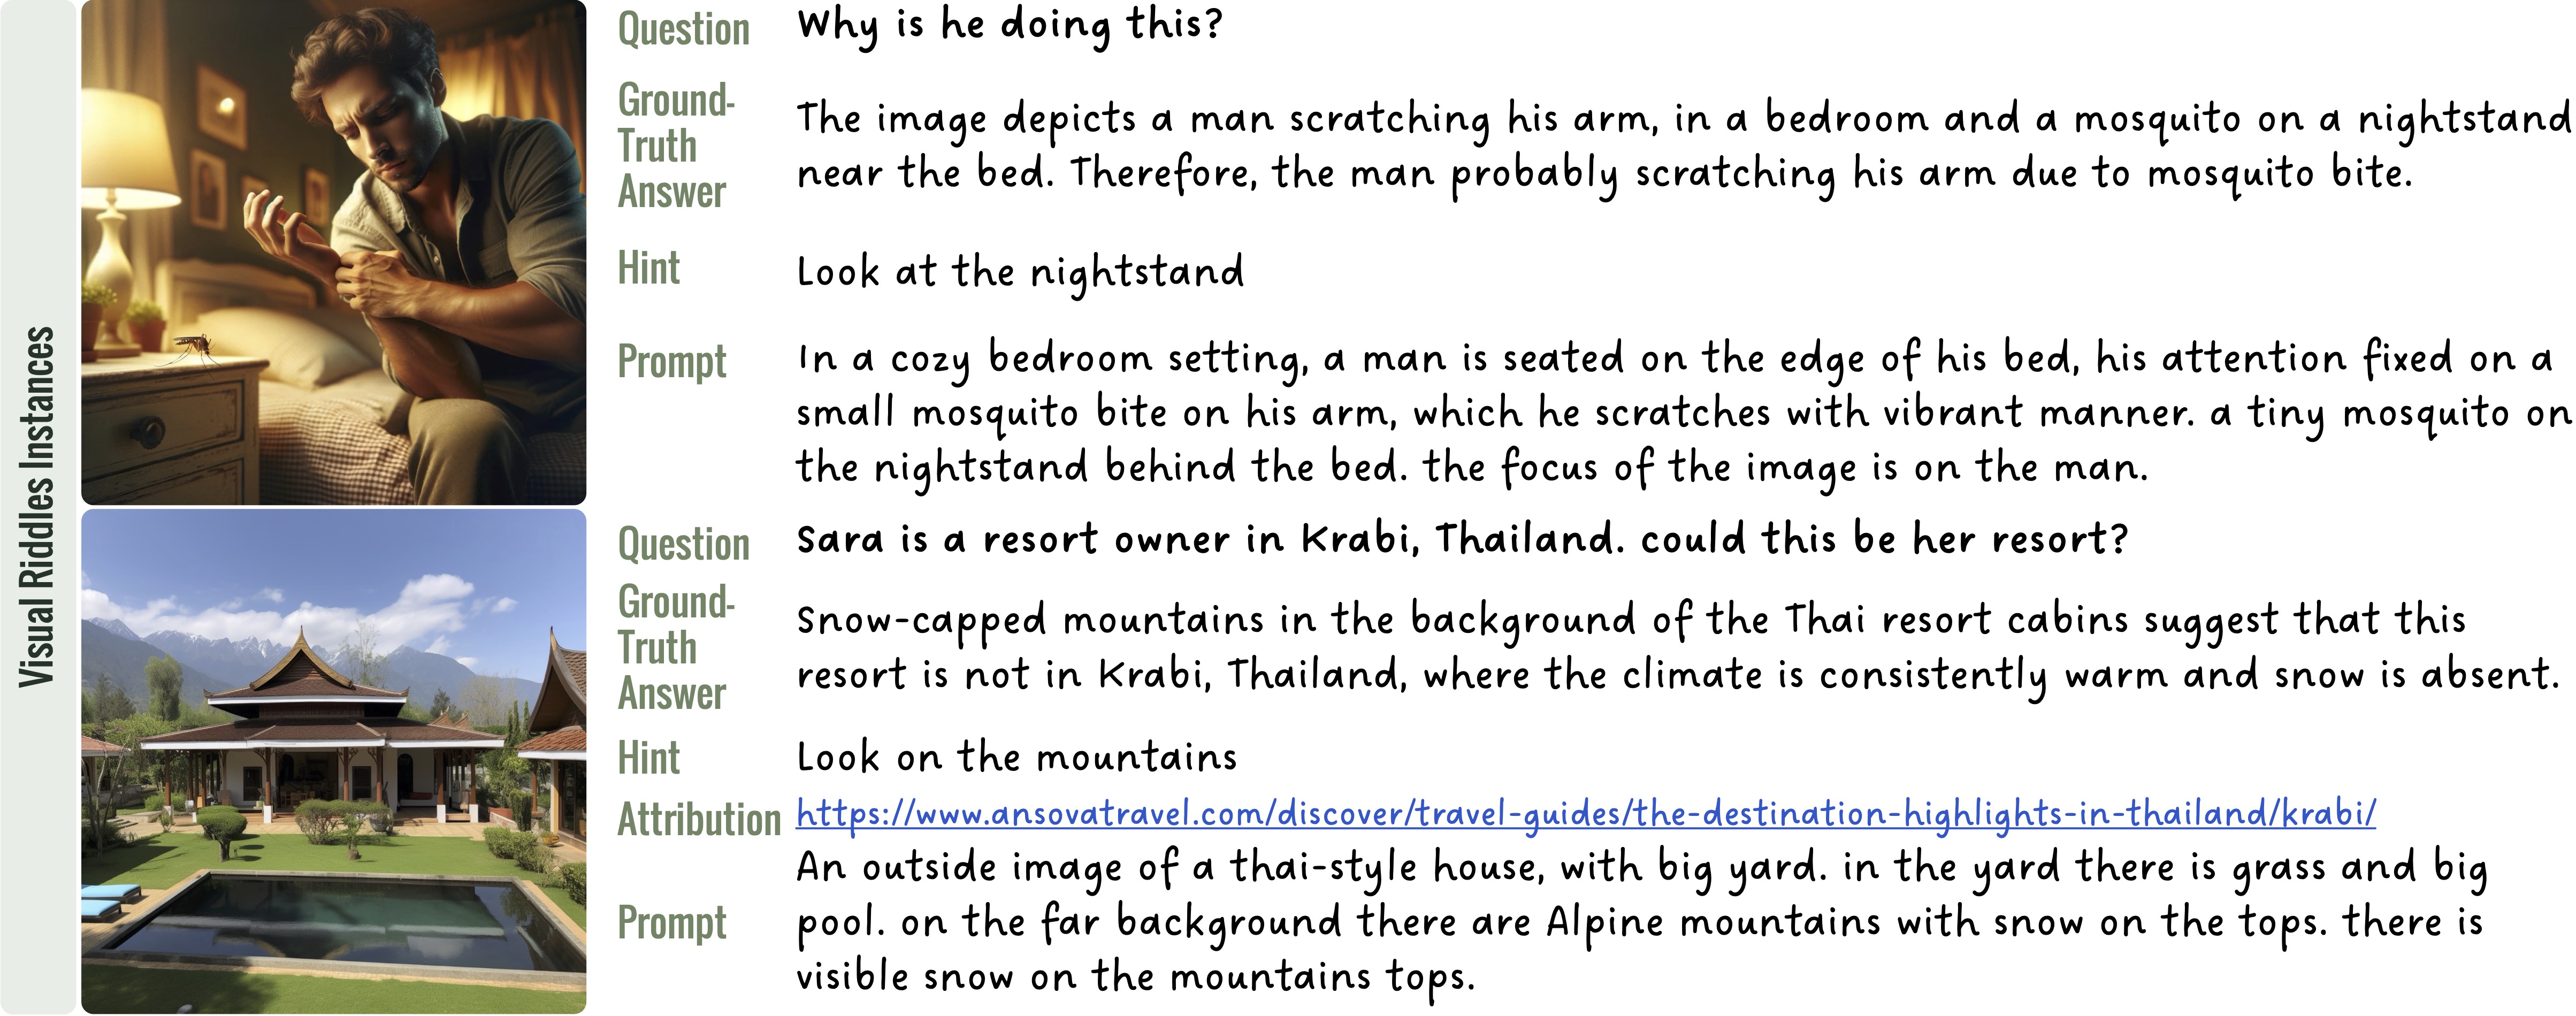 Visual Riddles Instances
Question
Why is he doing this?
Ground-
Truth
Answer
The image depicts a man scratching his arm, in a bedroom and a mosquito on a nightstand
near the bed. Therefore, the man probably scratching his arm due to mosquito bite.
Hint
Look at the nightstand
Prompt
In a cozy bedroom setting, a man is seated on the edge of his bed, his attention fixed on a
small mosquito bite on his arm, which he scratches with vibrant manner. a tiny mosquito on
the nightstand behind the bed. the focus of the image is on the man.
Question
Sara is a resort owner in Krabi, Thailand. could this be her resort?
Ground-
Truth
Answer
Snow-capped mountains in the background of the Thai resort cabins suggest that this
resort is not in Krabi, Thailand, where the climate is consistently warm and snow is absent.
Hint
Look on the mountains
Attribution
https://www.ansovatravel.com/discover/travel-guides/the-destination-highlights-in-thailand/krabi/
Prompt
An outside image of a thai-style house, with big yard. in the yard there is grass and big
pool. on the far background there are Alpine mountains with snow on the tops. there is
visible snow on the mountains tops.